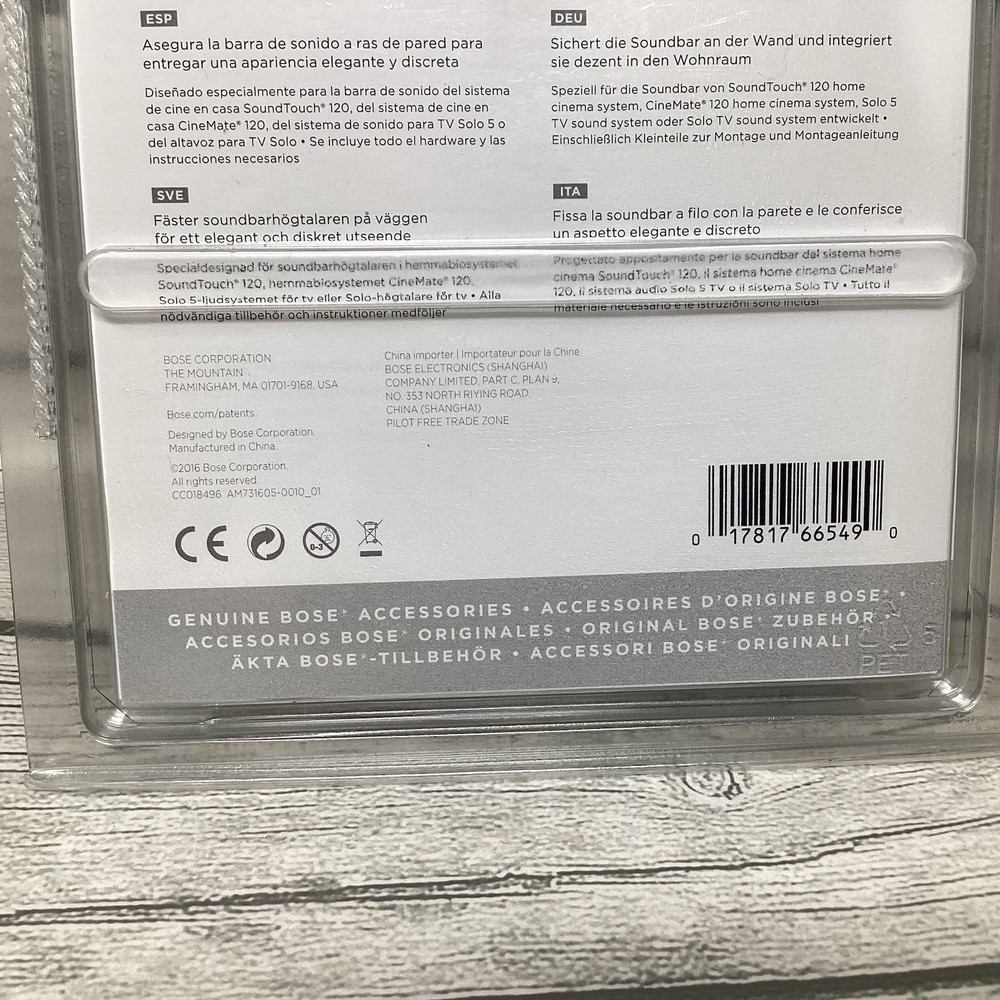 ESP
Asegura la barra de sonido a ras de pared para
entregar una apariencia elegante y discreta
Diseñado especialmente para la barra de sonido del sistema
de cine en casa SoundTouch® 120, del sistema de cine en
casa CineMate® 120, del sistema de sonido para TV Solo 5 o
del altavoz para TV Solo • Se incluye todo el hardware y las
instrucciones necesarios
DEU
Sichert die Soundbar an der Wand und integriert
sie dezent in den Wohnraum
Speziell für die Soundbar von SoundTouch® 120 home
cinema system, CineMate® 120 home cinema system, Solo 5
TV sound system oder Solo TV sound system entwickelt •
Einschließlich Kleinteile zur Montage und Montageanleitung
SVE
Fäster soundbarhögtalaren på väggen
för ett elegant och diskret utseende
Specialdesignad för soundbarhögtalaren i hemmabiosystemet
SoundTouch® 120, hemmabiosystemet CineMate® 120,
Solo 5-ljudsystemet för tv eller Solo-högtalare för tv • Alla
nödvändiga tillbehör och instruktioner medföljer
ITA
Fissa la soundbar a filo con la parete e le conferisce
un aspetto elegante e discreto
Progettato appositamente per la soundbar del sistema home
cinema SoundTouch® 120, il sistema home cinema CineMate®
120, il sistema audio Solo 5 TV o il sistema Solo TV • Tutto il
materiale necessario e le istruzioni sono inclusi
BOSE CORPORATION
THE MOUNTAIN
FRAMINGHAM, MA 01701-9168, USA
Bose.com/patents
Designed by Bose Corporation.
Manufactured in China.
©2016 Bose Corporation.
All rights reserved.
CC018496 AM731605-0010_01
China importer | Importateur pour la Chine
BOSE ELECTRONICS (SHANGHAI)
COMPANY LIMITED, PART C, PLAN 9,
NO. 353 NORTH RIYING ROAD,
CHINA (SHANGHAI)
PILOT FREE TRADE ZONE
CE
0-3
0 17817 66549 0
GENUINE BOSE® ACCESSORIES • ACCESSOIRES D'ORIGINE BOSE® •
ACCESORIOS BOSE® ORIGINALES • ORIGINAL BOSE® ZUBEHÖR •
ÄKTA BOSE®-TILLBEHÖR • ACCESSORI BOSE® ORIGINALI
PET